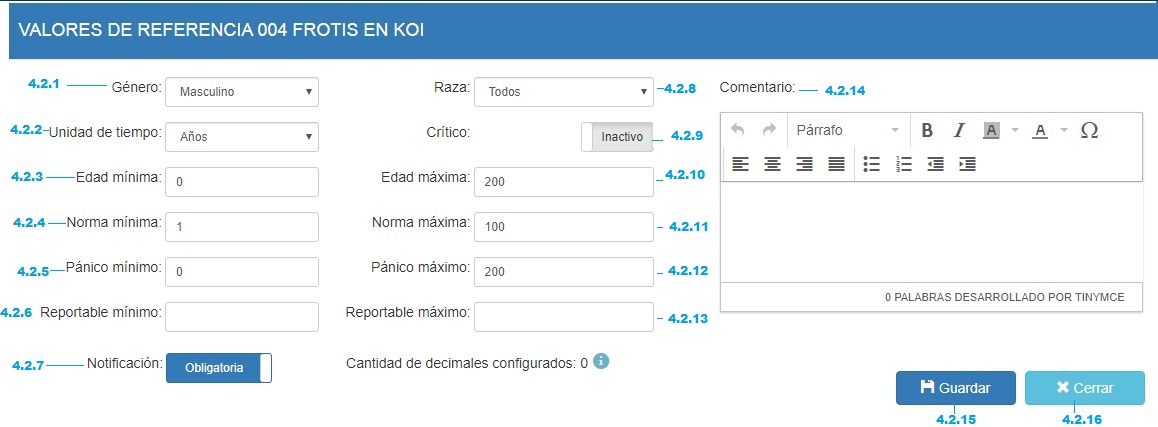 VALORES DE REFERENCIA 004 FROTIS EN KOI
4.2.1 Género: Masculino Raza: Todos 4.2.8 Comentario: 4.2.14
4.2.2 Unidad de tiempo: Años Crítico: Inactivo 4.2.9 Párrafo B I A A Ω
4.2.3 Edad mínima: 0 Edad máxima: 200 4.2.10
4.2.4 Norma mínima: 1 Norma máxima: 100 4.2.11
4.2.5 Pánico mínimo: 0 Pánico máximo: 200 4.2.12
0 PALABRAS DESARROLLADO POR TINYMCE
4.2.6 Reportable mínimo: Reportable máximo: 4.2.13
4.2.7 Notificación: Obligatoria Cantidad de decimales configurados: 0
Guardar Cerrar
4.2.15 4.2.16